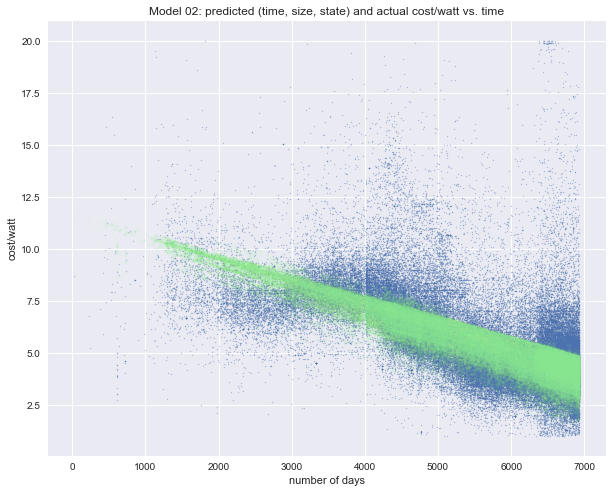 Model 02: predicted (time, size, state) and actual cost/watt vs. time
20.0
17.5
15.0
12.5
10.0
7.5
5.0
2.5
cost/watt
0 1000 2000 3000 4000 5000 6000 7000
number of days